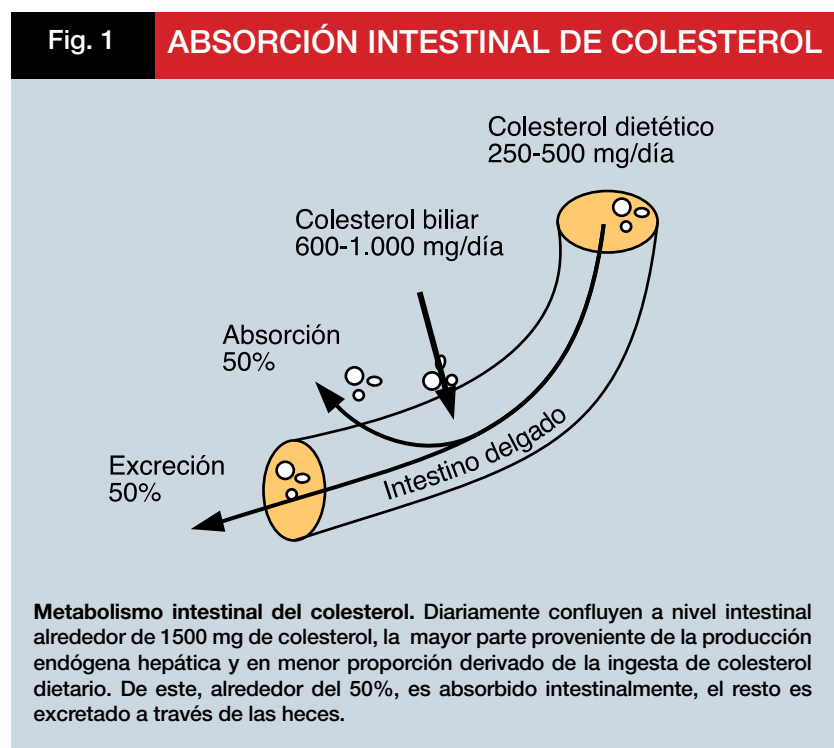 Fig. 1
ABSORCIÓN INTESTINAL DE COLESTEROL
Colesterol dietético
250-500 mg/día
Colesterol biliar
600-1.000 mg/día
Absorción
50%
Excreción
50%
Intestino delgado
Metabolismo intestinal del colesterol. Diariamente confluyen a nivel intestinal
alrededor de 1500 mg de colesterol, la mayor parte proveniente de la producción
endógena hepática y en menor proporción derivado de la ingesta de colesterol
dietario. De este, alrededor del 50%, es absorbido intestinalmente, el resto es
excretado a través de las heces.